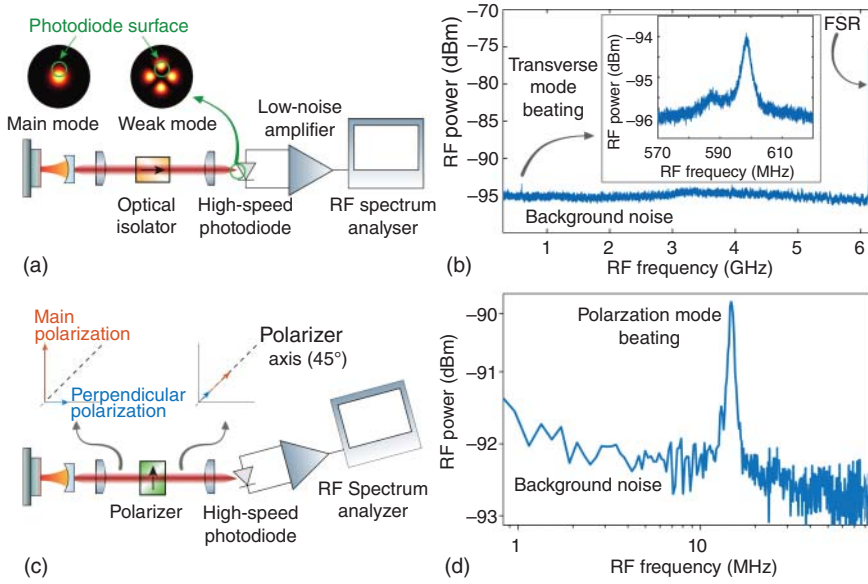 Photodiode surface
Main mode
Weak mode
Low-noise
amplifier
Optical
isolator
High-speed
photodiode
RF spectrum
analyser
(a)
RF power (dBm)
−70
−75
−80
−85
−90
−95
Transverse
mode
beating
Background noise
FSR
RF power (dBm)
−94
−95
−96
570
590
610
RF frequecy (MHz)
1
2
3
4
5
6
RF frequency (GHz)
(b)
Main
polarization
Perpendicular
polarization
Polarizer
axis (45°)
Polarizer
High-speed
photodiode
RF Spectrum
analyzer
(c)
RF power (dBm)
−90
−91
−92
−93
Polarzation mode
beating
Background noise
1
10
RF frequency (MHz)
(d)